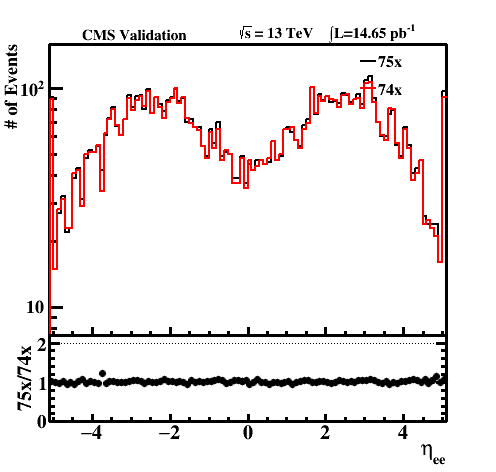 CMS Validation √s = 13 TeV ∫L=14.65 pb⁻¹
# of Events
10²
10
75x
74x
75x/74x
2
1
0
−4 −2 0 2 4
ηee